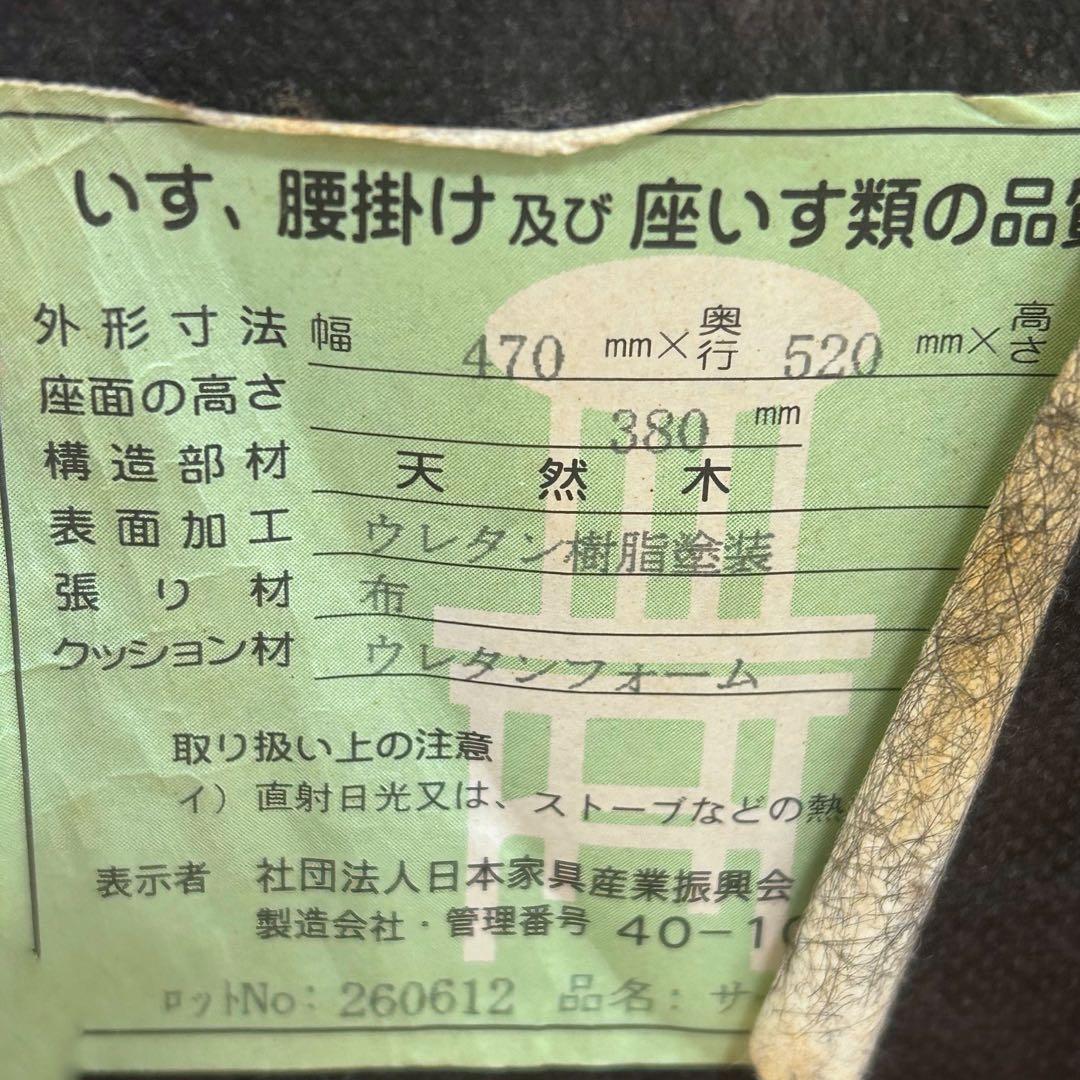 いす、腰掛け及び座いす類の品質
外形寸法 幅 470 mm×奥行 520 mm×高さ
座面の高さ 380 mm
構造部材 天然木
表面加工 ウレタン樹脂塗装
張り材 布
クッション材 ウレタンフォーム
取り扱い上の注意
イ）直射日光又は、ストーブなどの熱
表示者 社団法人日本家具産業振興会
製造会社・管理番号 40-10
ロットNo: 260612 品名: サ